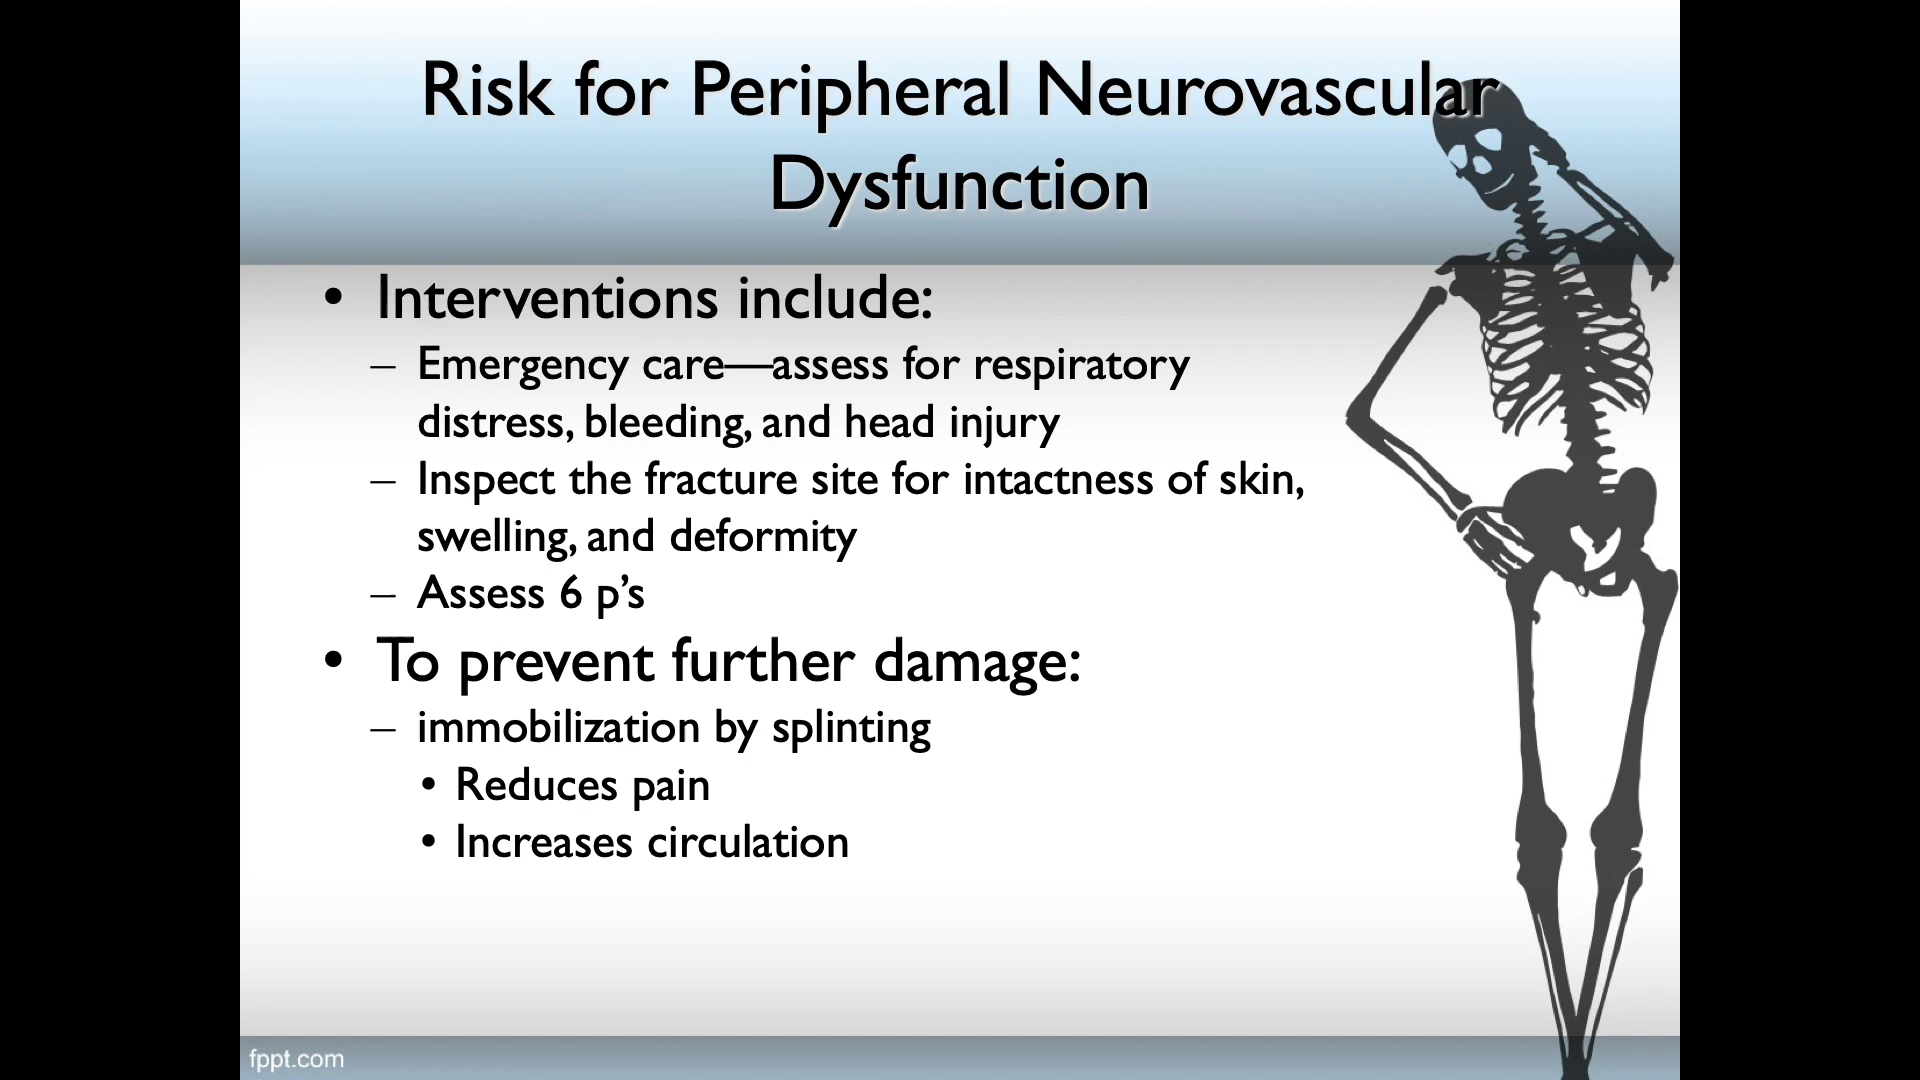 Risk for Peripheral Neurovascular
Dysfunction
• Interventions include:
– Emergency care—assess for respiratory
distress, bleeding, and head injury
– Inspect the fracture site for intactness of skin,
swelling, and deformity
– Assess 6 p’s
• To prevent further damage:
– immobilization by splinting
• Reduces pain
• Increases circulation
fppt.com